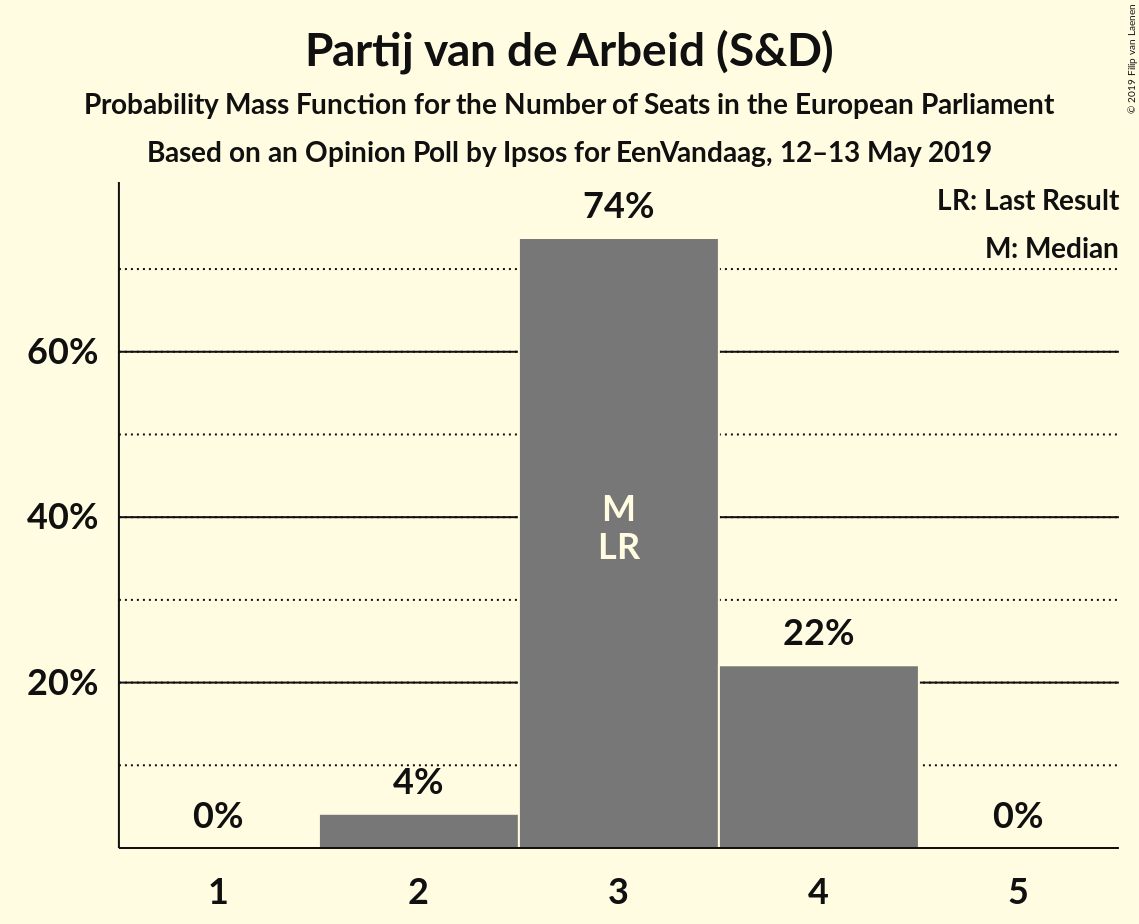 Partij van de Arbeid (S&D)
Probability Mass Function for the Number of Seats in the European Parliament
Based on an Opinion Poll by Ipsos for EenVandaag, 12–13 May 2019
© 2019 Filip van Laenen
LR: Last Result
M: Median
74%
60%
40%
20%
M
LR
22%
4%
0%
0%
1
2
3
4
5